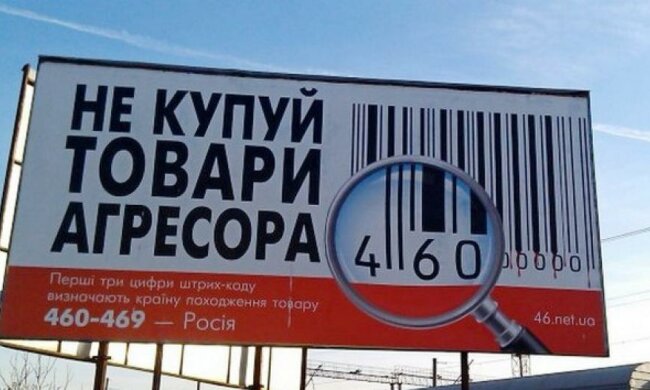 НЕ КУПУЙ
ТОВАРИ
АГРЕСОРА
460 00000
Перші три цифри штрих-коду
визначають країну походження товару
460-469 — Росія
46.net.ua